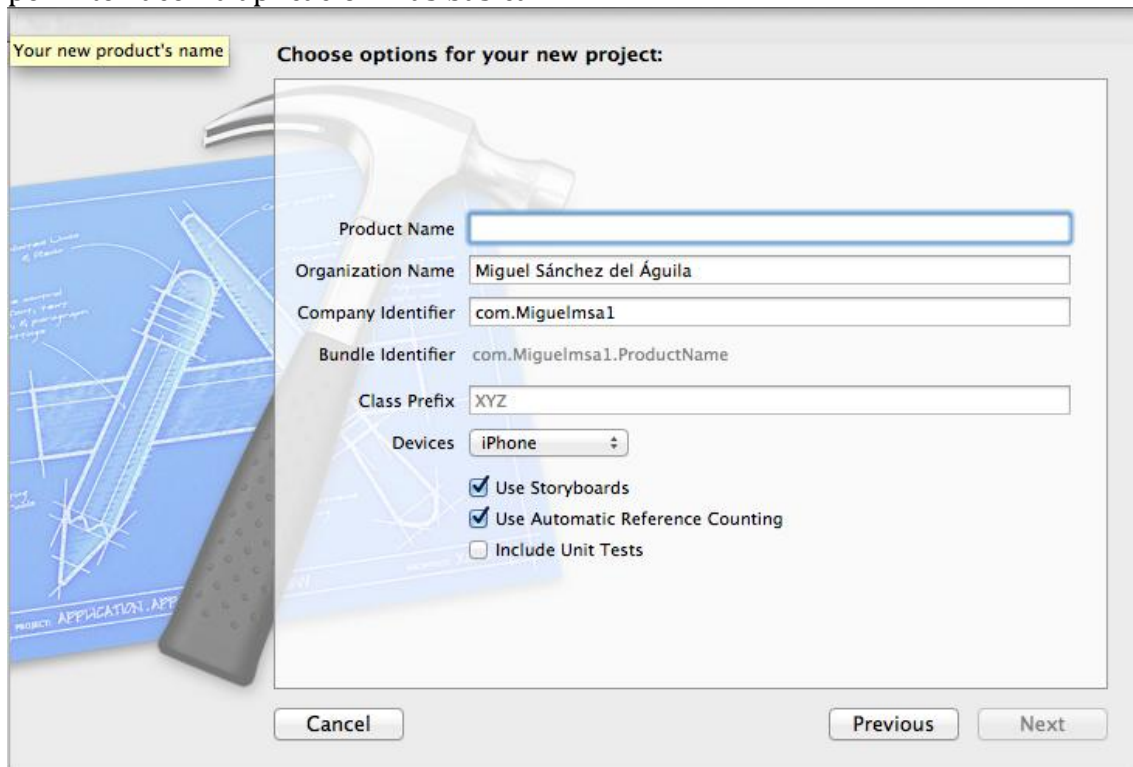 Your new product's name
Choose options for your new project:
Product Name
Organization Name Miguel Sánchez del Águila
Company Identifier com.Miguelmsa1
Bundle Identifier com.Miguelmsa1.ProductName
Class Prefix XYZ
Devices iPhone
Use Storyboards
Use Automatic Reference Counting
Include Unit Tests
PROJECT: APPLICATION.APP
Cancel Previous Next